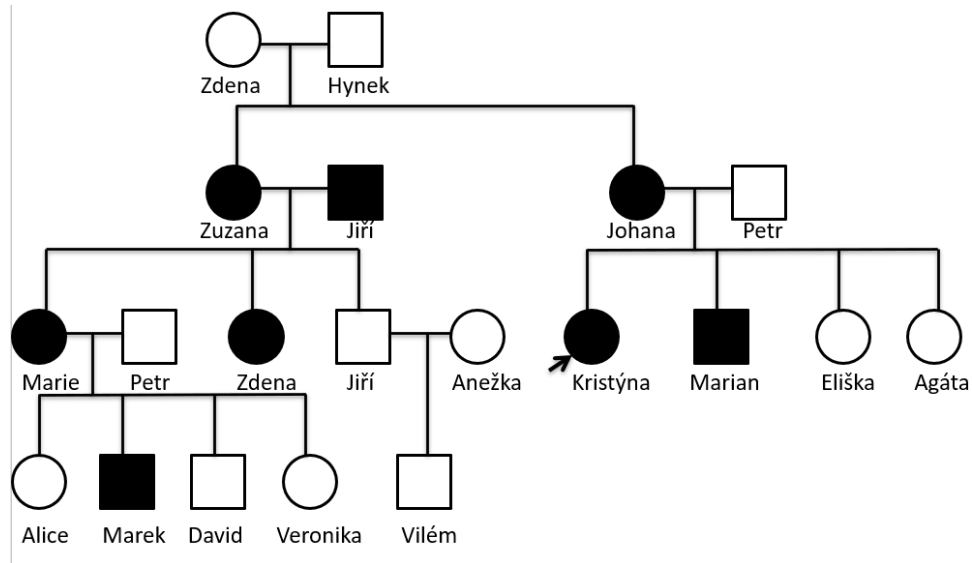 Zdena Hynek
Zuzana Jiří Johana Petr
Marie Petr Zdena Jiří Anežka Kristýna Marian Eliška Agáta
Alice Marek David Veronika Vilém